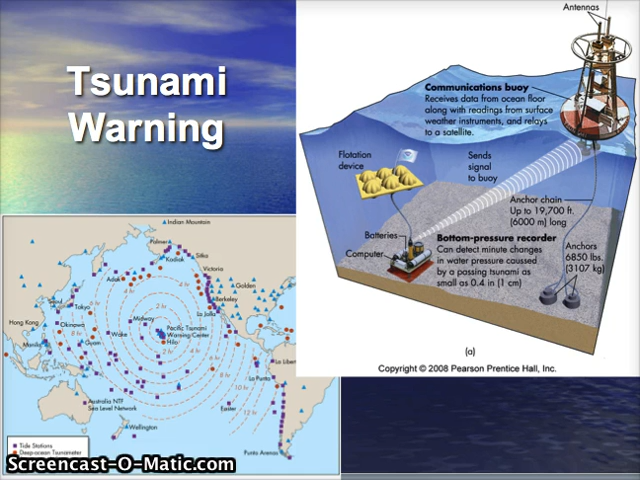 Tsunami
Warning
Antennas
Communications buoy
Receives data from ocean floor
along with readings from surface
weather instruments, and relays
to a satellite.
Flotation
device
Sends
signal
to buoy
Anchor chain
Up to 19,700 ft.
(6000 m) long
Batteries
Computer
Bottom-pressure recorder
Can detect minute changes
in water pressure caused
by a passing tsunami as
small as 0.4 in (1 cm)
Anchors
6850 lbs.
(3107 kg)
(a)
Copyright © 2008 Pearson Prentice Hall, Inc.
Indian Mountain
Palmer
Kodiak
Sitka
Victoria
Adak
Golden
Berkeley
La Jolla
Tokyo
Hong Kong
Okinawa
Midway
Wake
Pacific Tsunami
Warning Center
Hilo
Manila
Guam
La Libert
La Punta
Australia NTF
Sea Level Network
Easter
Wellington
Punta Arenas
Tide Stations
Deep-ocean Tsunameter
Screencast-O-Matic.com